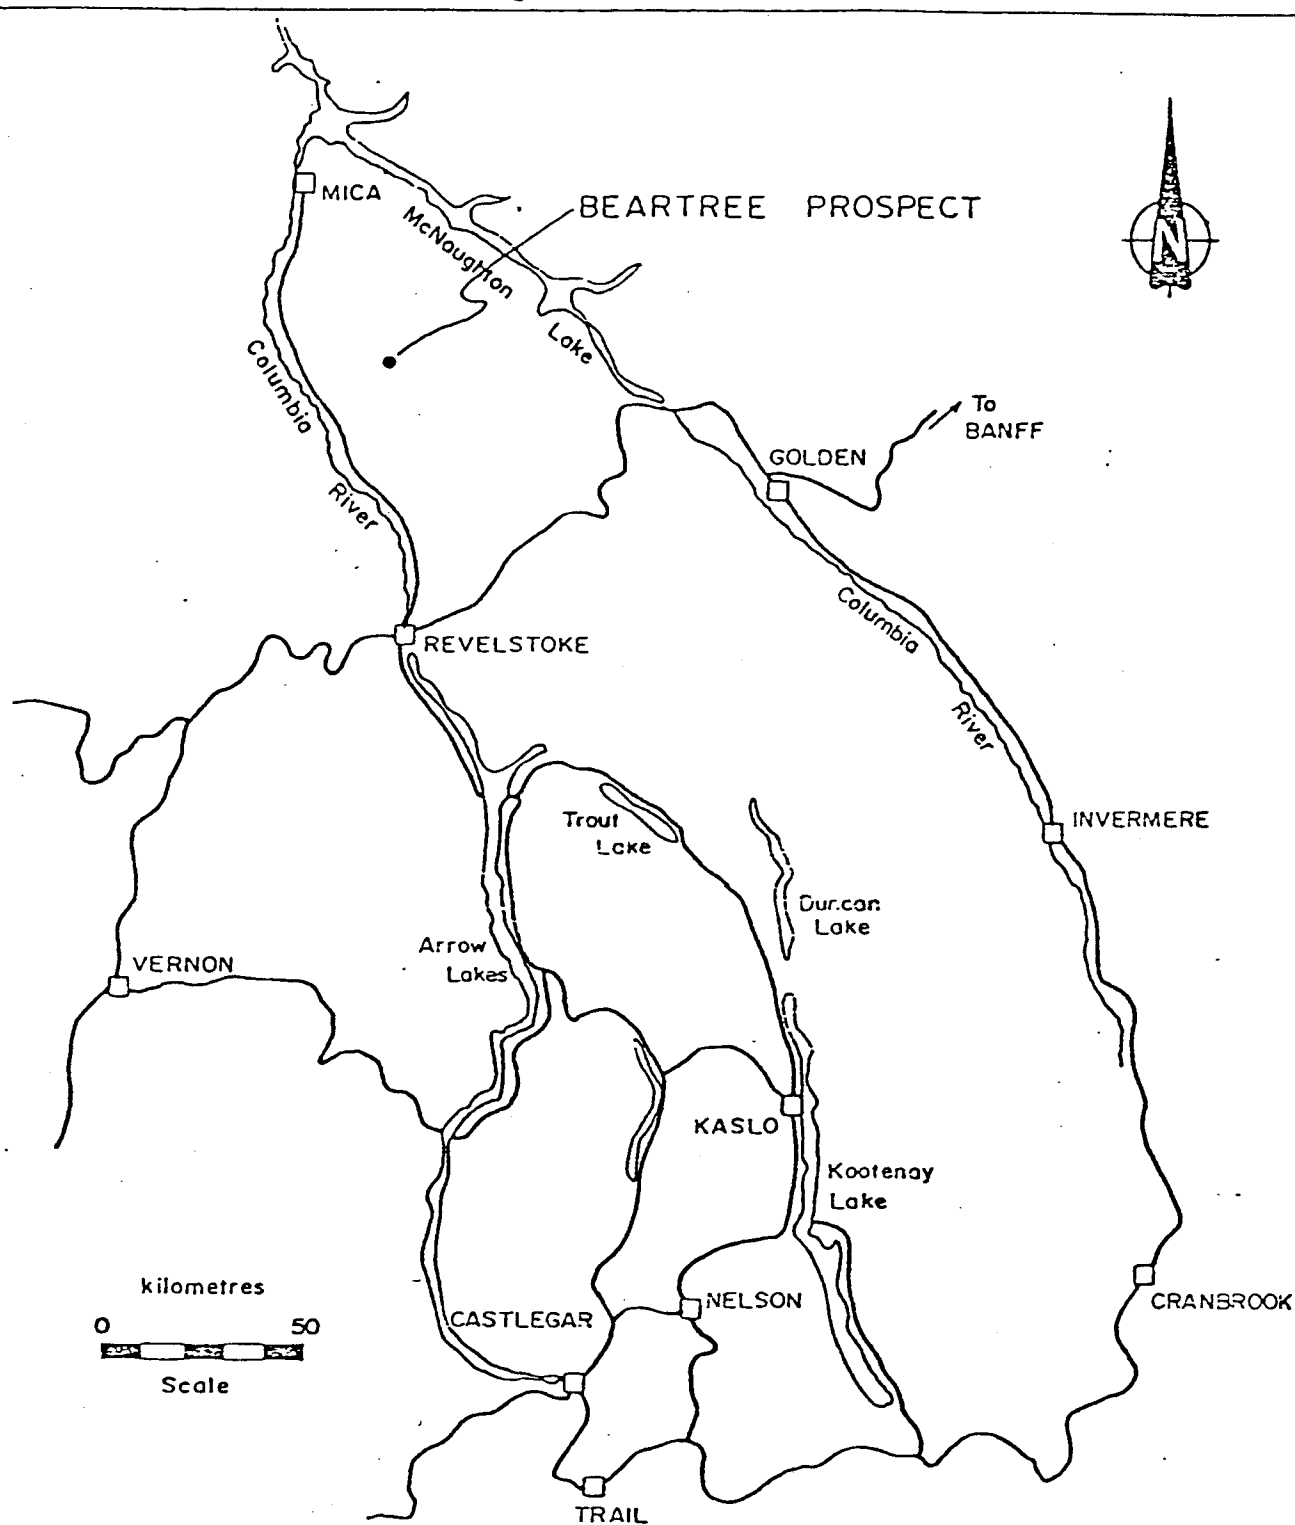 MICA
BEARTREE PROSPECT
McNaughton
Lake
N
Columbia
River
To
BANFF
GOLDEN
Columbia
River
REVELSTOKE
Trout
Lake
INVERMERE
Duncan
Lake
Arrow
Lakes
VERNON
KASLO
Kootenay
Lake
kilometres
0 50
Scale
CASTLEGAR
NELSON
CRANBROOK
TRAIL